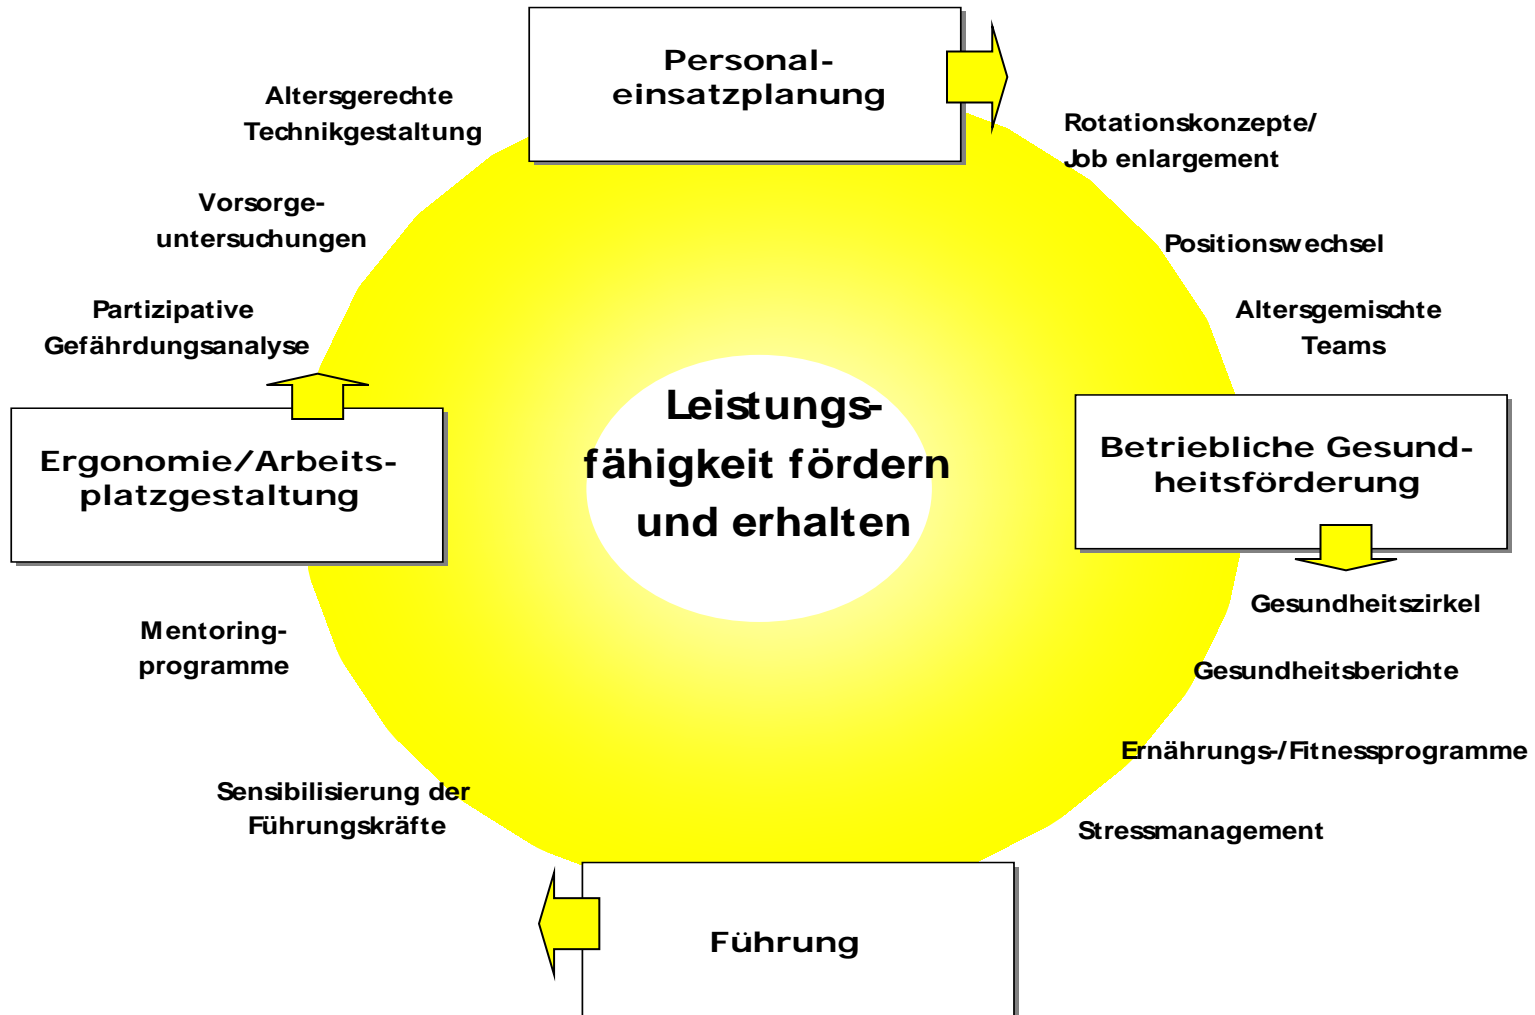 Personal-
einsatzplanung
Rotationskonzepte/
Job enlargement
Positionswechsel
Altersgemischte
Teams
Betriebliche Gesund-
heitsförderung
Gesundheitszirkel
Gesundheitsberichte
Ernährungs-/Fitnessprogramme
Stressmanagement
Führung
Sensibilisierung der
Führungskräfte
Mentoring-
programme
Ergonomie/Arbeits-
platzgestaltung
Partizipative
Gefährdungsanalyse
Vorsorge-
untersuchungen
Altersgerechte
Technikgestaltung
Leistungs-
fähigkeit fördern
und erhalten